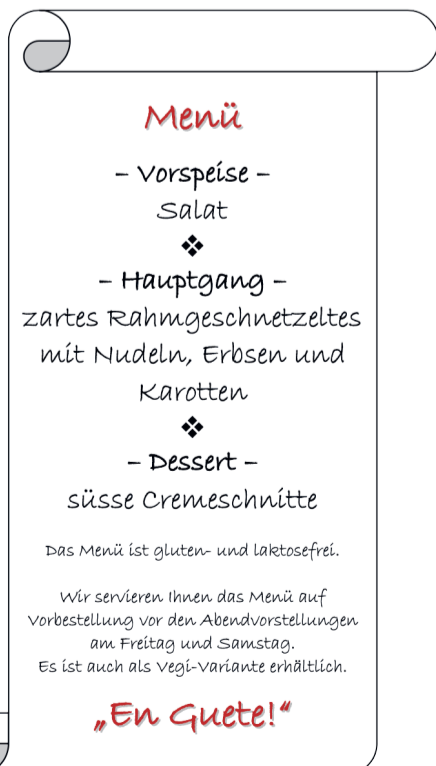 Menü
– Vorspeise –
Salat
❖
– Hauptgang –
zartes Rahmgeschnetzeltes
mit Nudeln, Erbsen und
Karotten
❖
– Dessert –
süsse Cremeschnitte
Das Menü ist gluten- und laktosefrei.
Wir servieren Ihnen das Menü auf
Vorbestellung vor den Abendvorstellungen
am Freitag und Samstag.
Es ist auch als Vegi-Variante erhältlich.
„En Guete!“